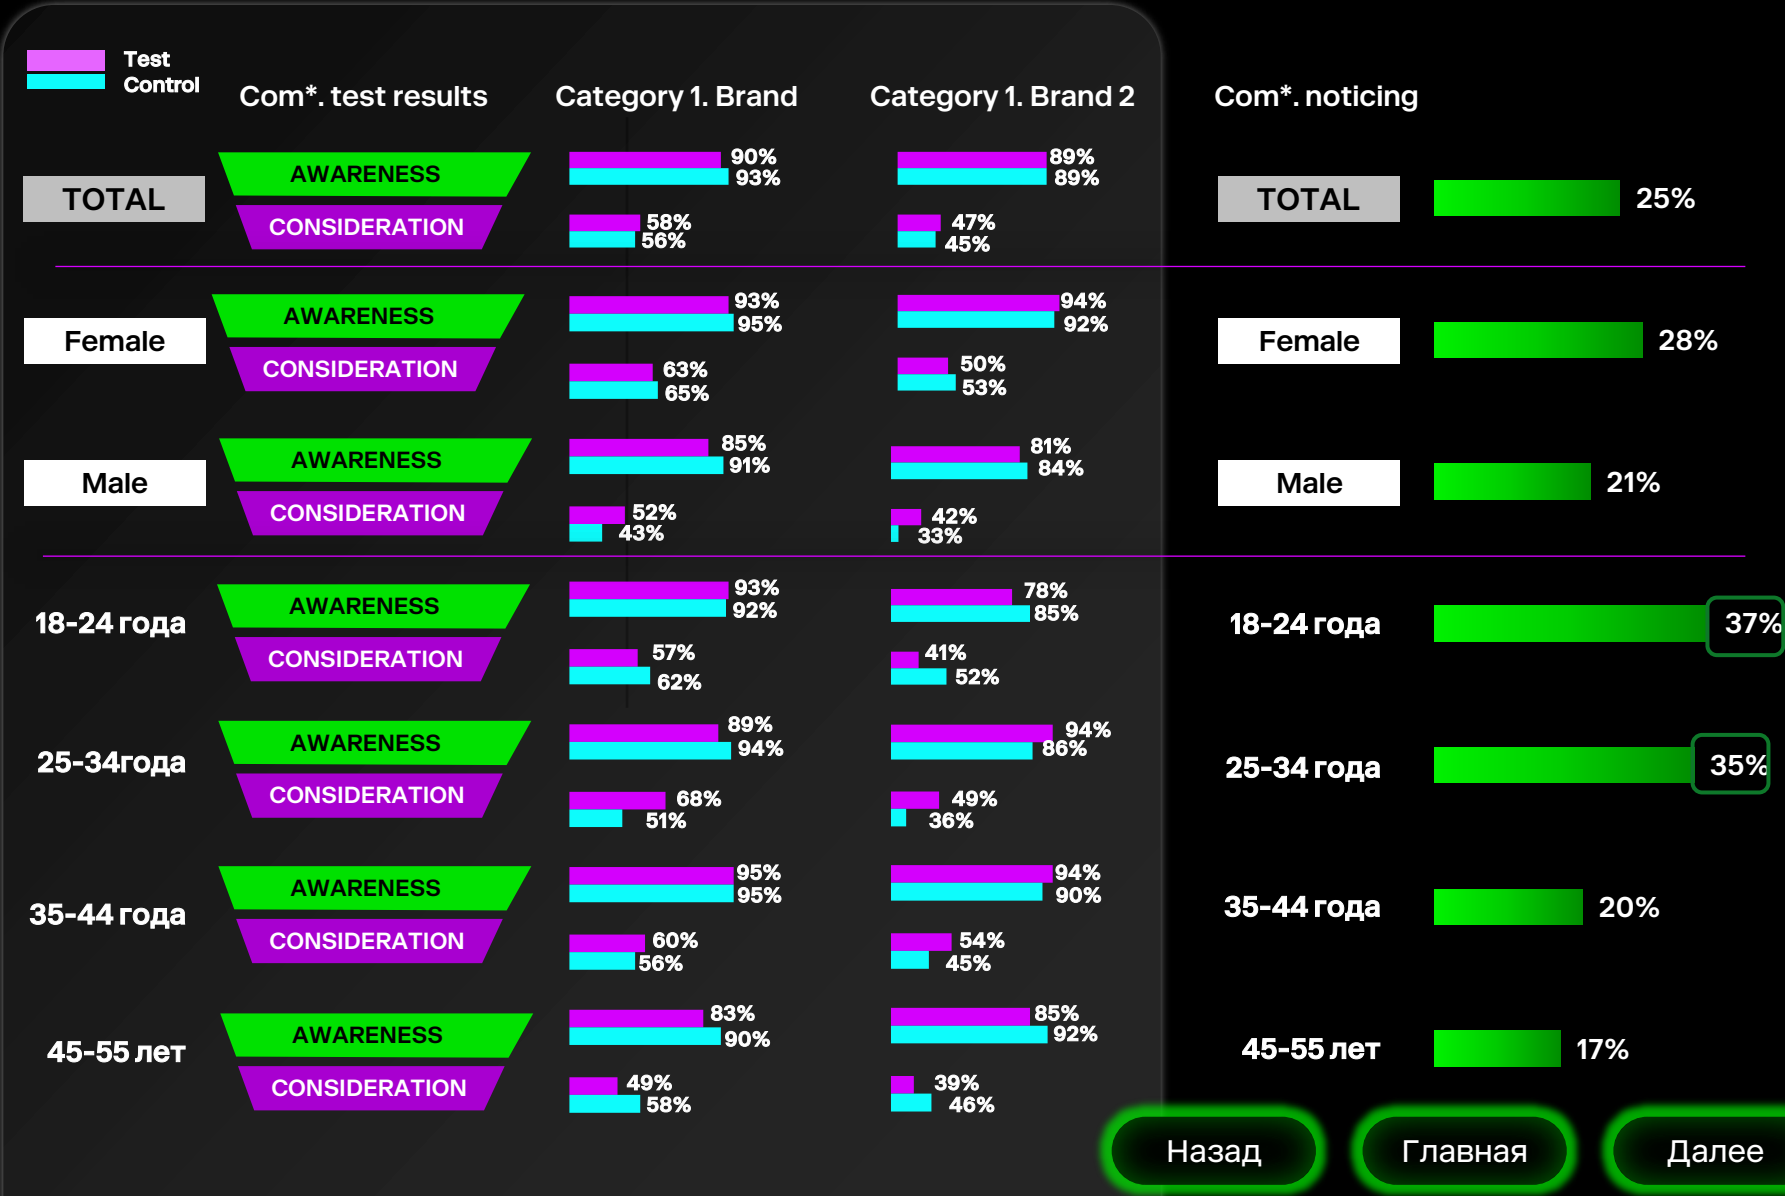 Test
Control
Com*. test results
Category 1. Brand
Category 1. Brand 2
Com*. noticing
TOTAL
AWARENESS
CONSIDERATION
90%
93%
58%
56%
89%
89%
47%
45%
TOTAL
25%
Female
AWARENESS
CONSIDERATION
93%
95%
63%
65%
94%
92%
50%
53%
Female
28%
Male
AWARENESS
CONSIDERATION
85%
91%
52%
43%
81%
84%
42%
33%
Male
21%
18-24 года
AWARENESS
CONSIDERATION
93%
92%
57%
62%
78%
85%
41%
52%
18-24 года
37%
25-34года
AWARENESS
CONSIDERATION
89%
94%
68%
51%
94%
86%
49%
36%
25-34 года
35%
35-44 года
AWARENESS
CONSIDERATION
95%
95%
60%
56%
94%
90%
54%
45%
35-44 года
20%
45-55 лет
AWARENESS
CONSIDERATION
83%
90%
49%
58%
85%
92%
39%
46%
45-55 лет
17%
Назад
Главная
Далее